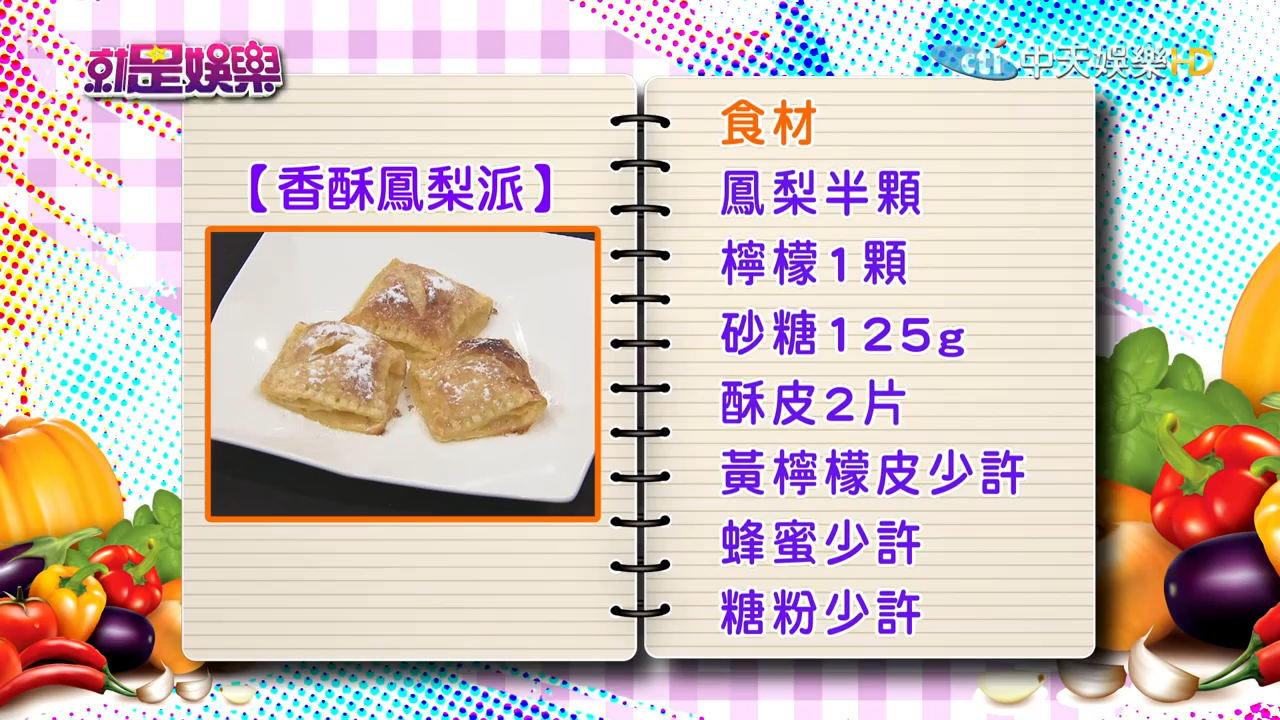 就是娛樂
cti 中天娛樂HD
【香酥鳳梨派】
食材
鳳梨半顆
檸檬1顆
砂糖125g
酥皮2片
黃檸檬皮少許
蜂蜜少許
糖粉少許